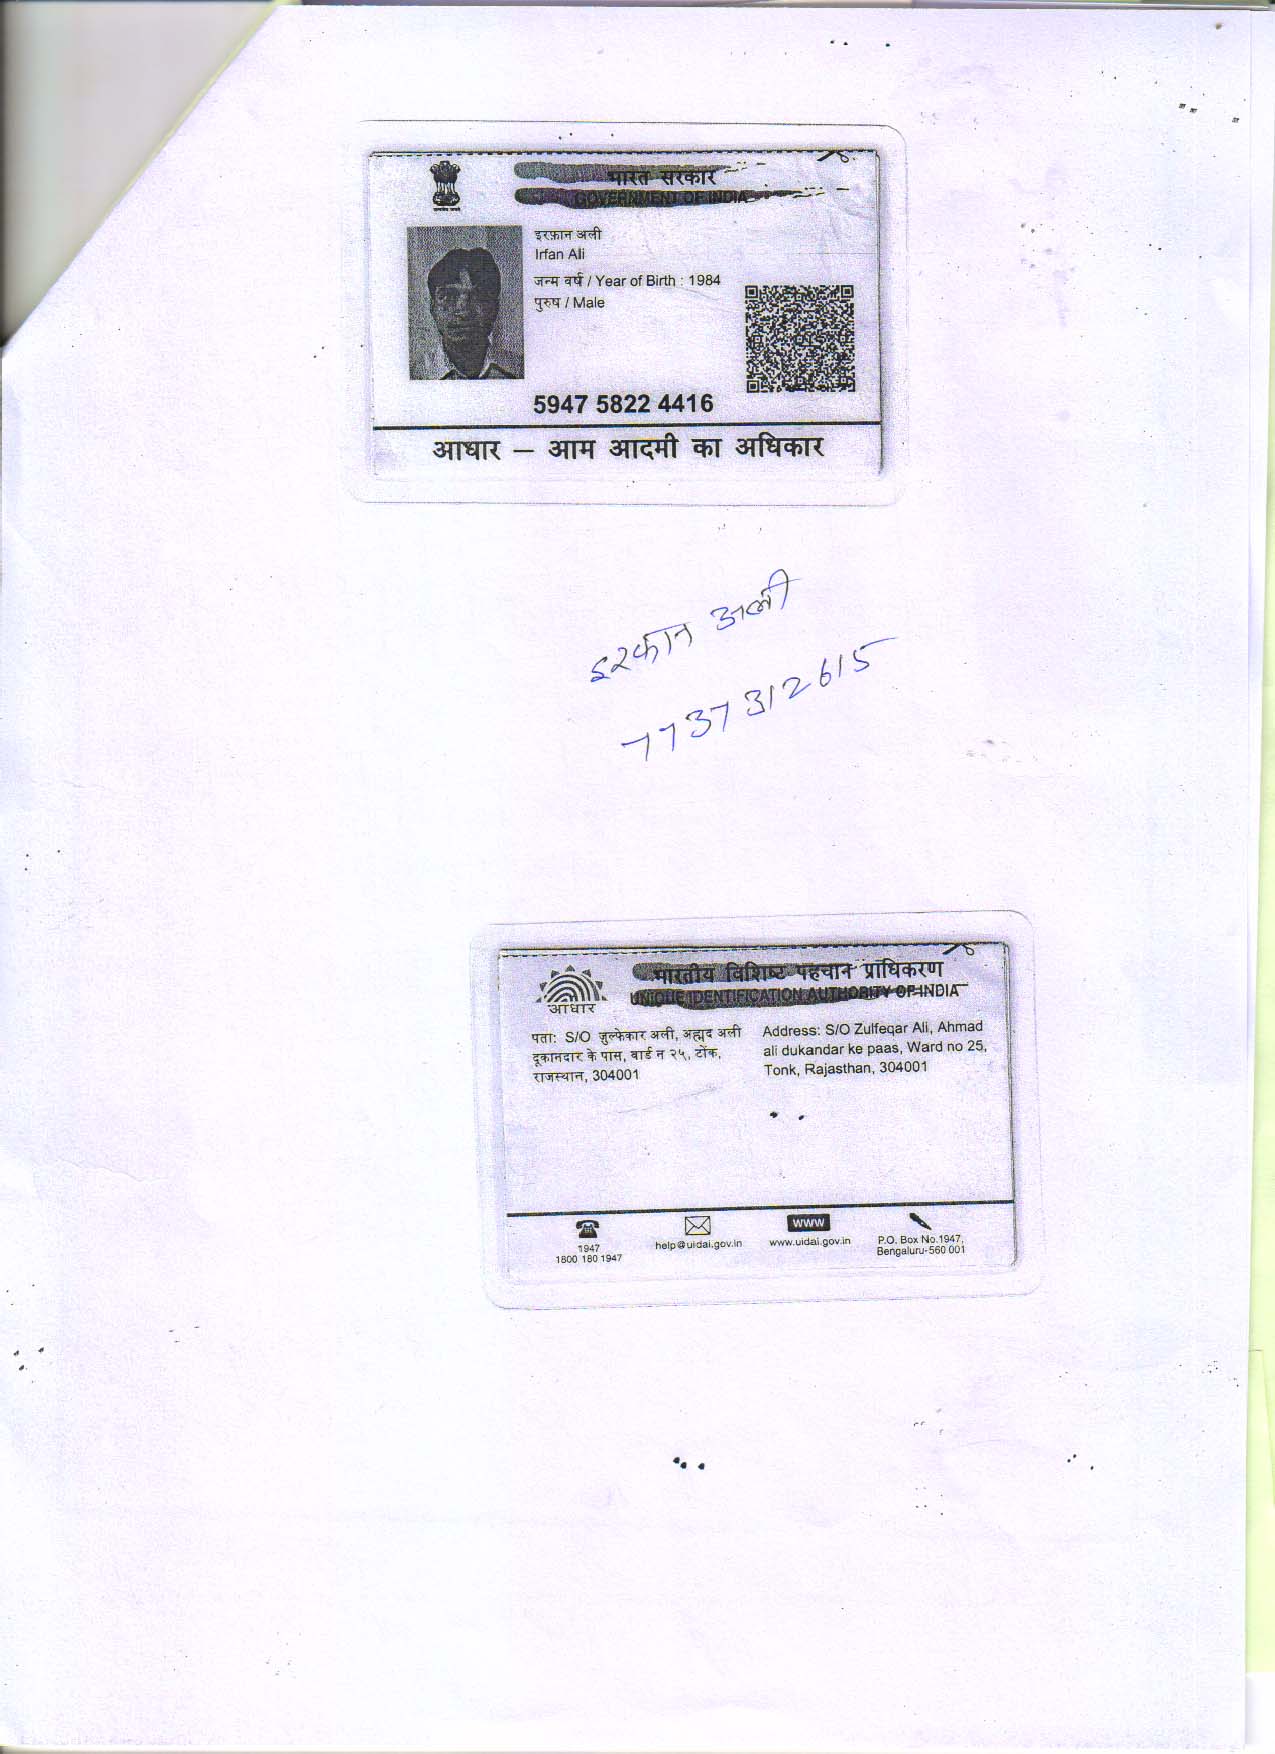 भारत सरकार
GOVERNMENT OF INDIA
इरफ़ान अली
Irfan Ali
जन्म वर्ष / Year of Birth : 1984
पुरुष / Male
5947 5822 4416
आधार – आम आदमी का अधिकार
इरफान अली
7737312615
भारतीय विशिष्ट पहचान प्राधिकरण
UNIQUE IDENTIFICATION AUTHORITY OF INDIA
आधार
पता: S/O जुल्फेकार अली, अहमद अली
दूकानदार के पास, वार्ड न २५, टोंक,
राजस्थान, 304001
Address: S/O Zulfeqar Ali, Ahmad
ali dukandar ke paas, Ward no 25,
Tonk, Rajasthan, 304001
1947
1800 180 1947
help@uidai.gov.in
www
www.uidai.gov.in
P.O. Box No.1947,
Bengaluru-560 001